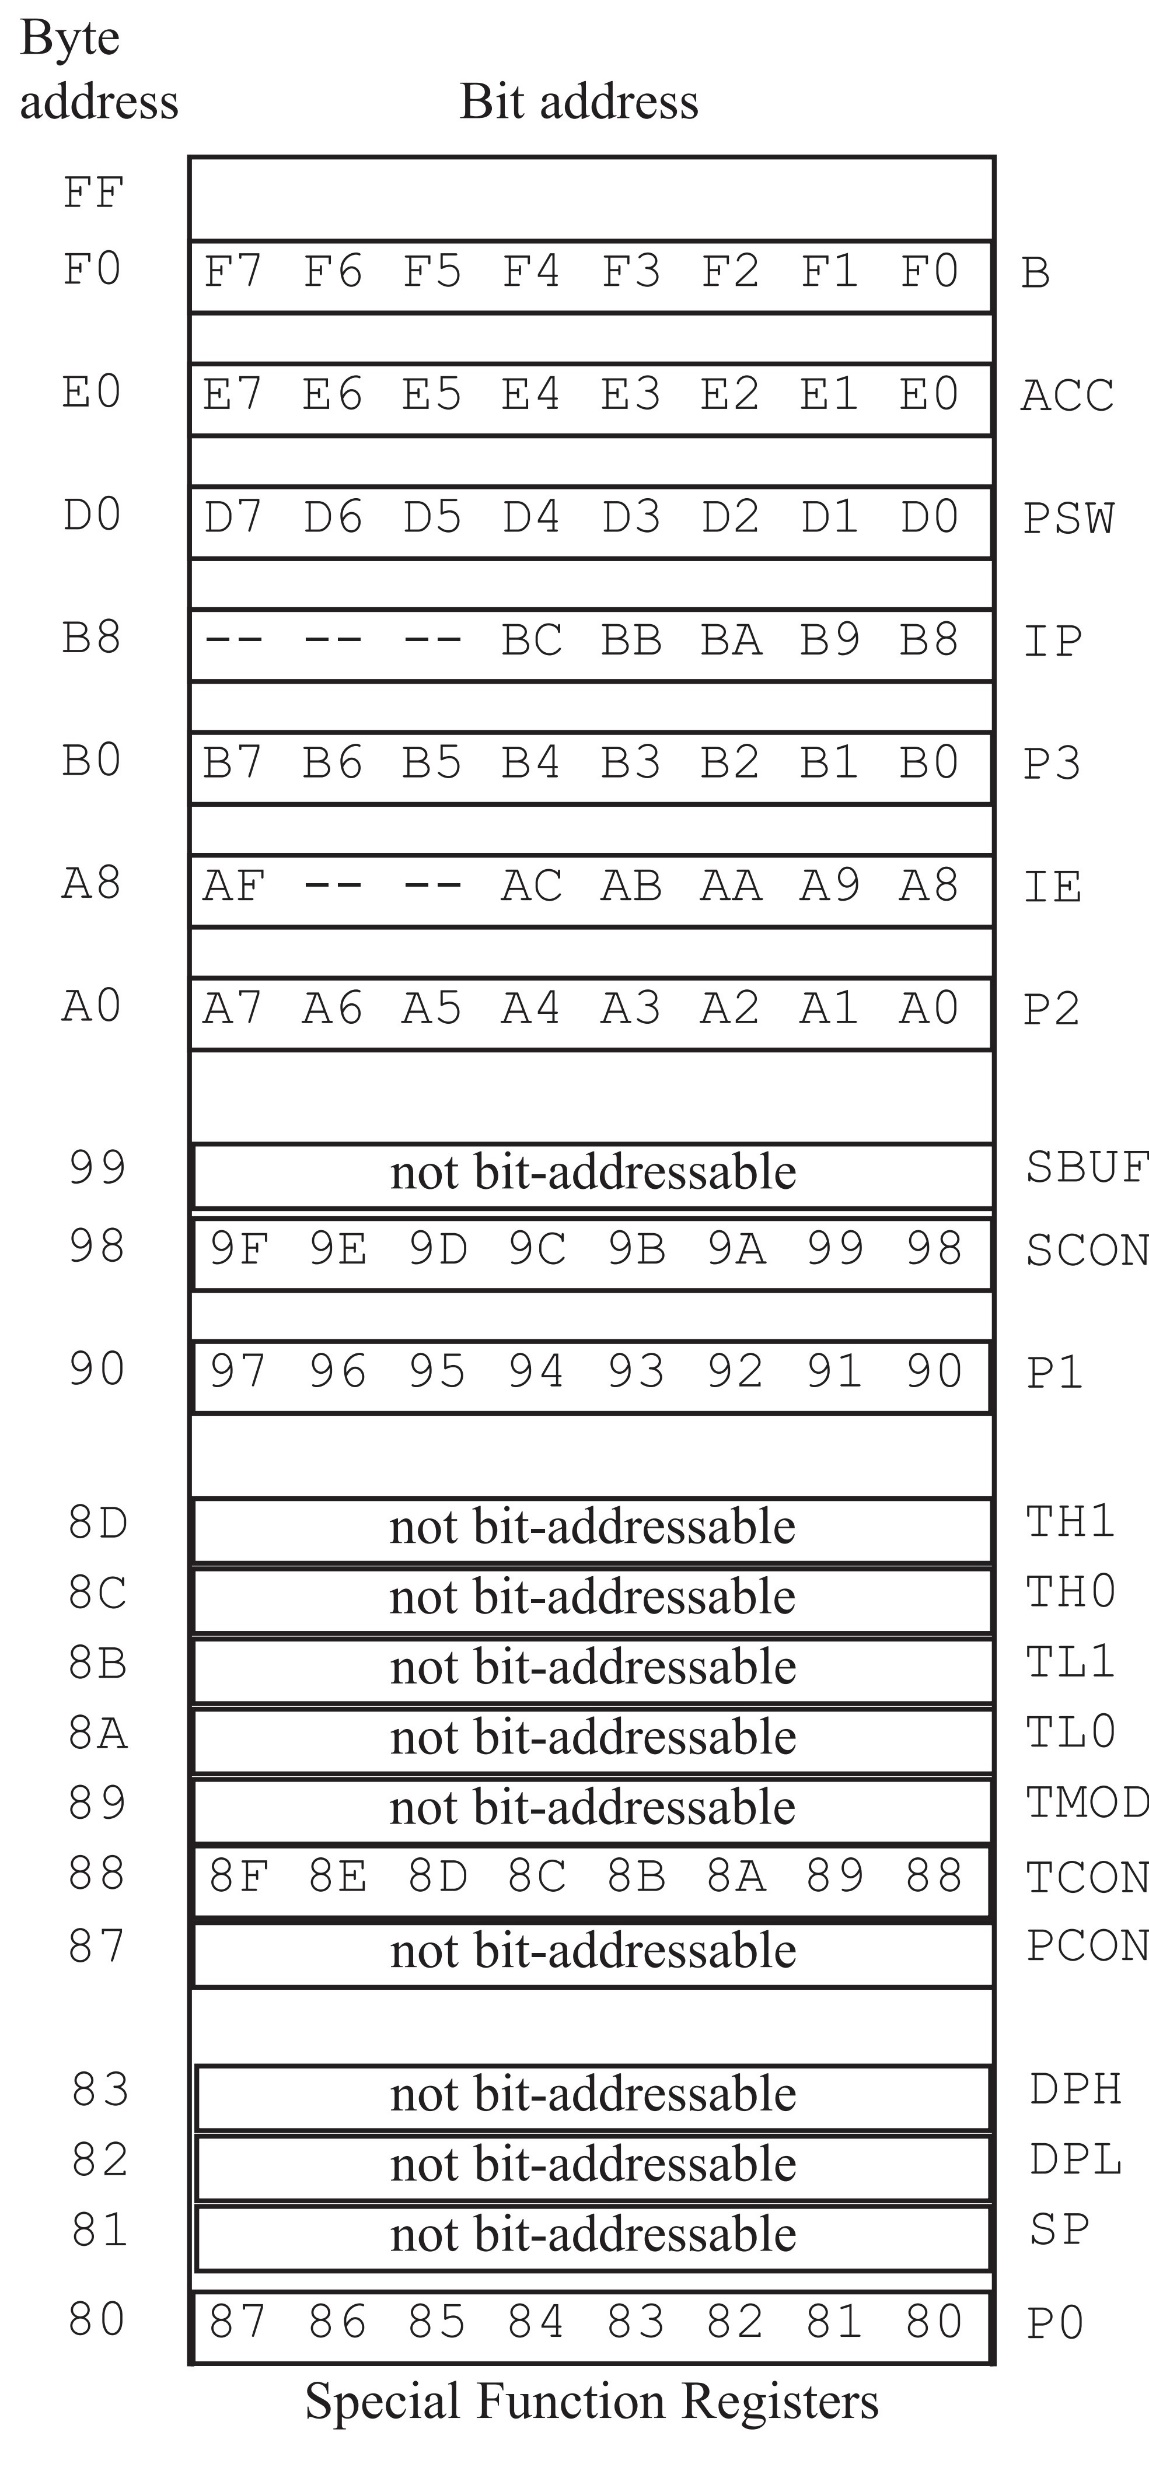 Byte
address Bit address
FF
F0 F7 F6 F5 F4 F3 F2 F1 F0 B
E0 E7 E6 E5 E4 E3 E2 E1 E0 ACC
D0 D7 D6 D5 D4 D3 D2 D1 D0 PSW
B8 -- -- -- BC BB BA B9 B8 IP
B0 B7 B6 B5 B4 B3 B2 B1 B0 P3
A8 AF -- -- AC AB AA A9 A8 IE
A0 A7 A6 A5 A4 A3 A2 A1 A0 P2
99 not bit-addressable SBUF
98 9F 9E 9D 9C 9B 9A 99 98 SCON
90 97 96 95 94 93 92 91 90 P1
8D not bit-addressable TH1
8C not bit-addressable TH0
8B not bit-addressable TL1
8A not bit-addressable TL0
89 not bit-addressable TMOD
88 8F 8E 8D 8C 8B 8A 89 88 TCON
87 not bit-addressable PCON
83 not bit-addressable DPH
82 not bit-addressable DPL
81 not bit-addressable SP
80 87 86 85 84 83 82 81 80 P0
Special Function Registers